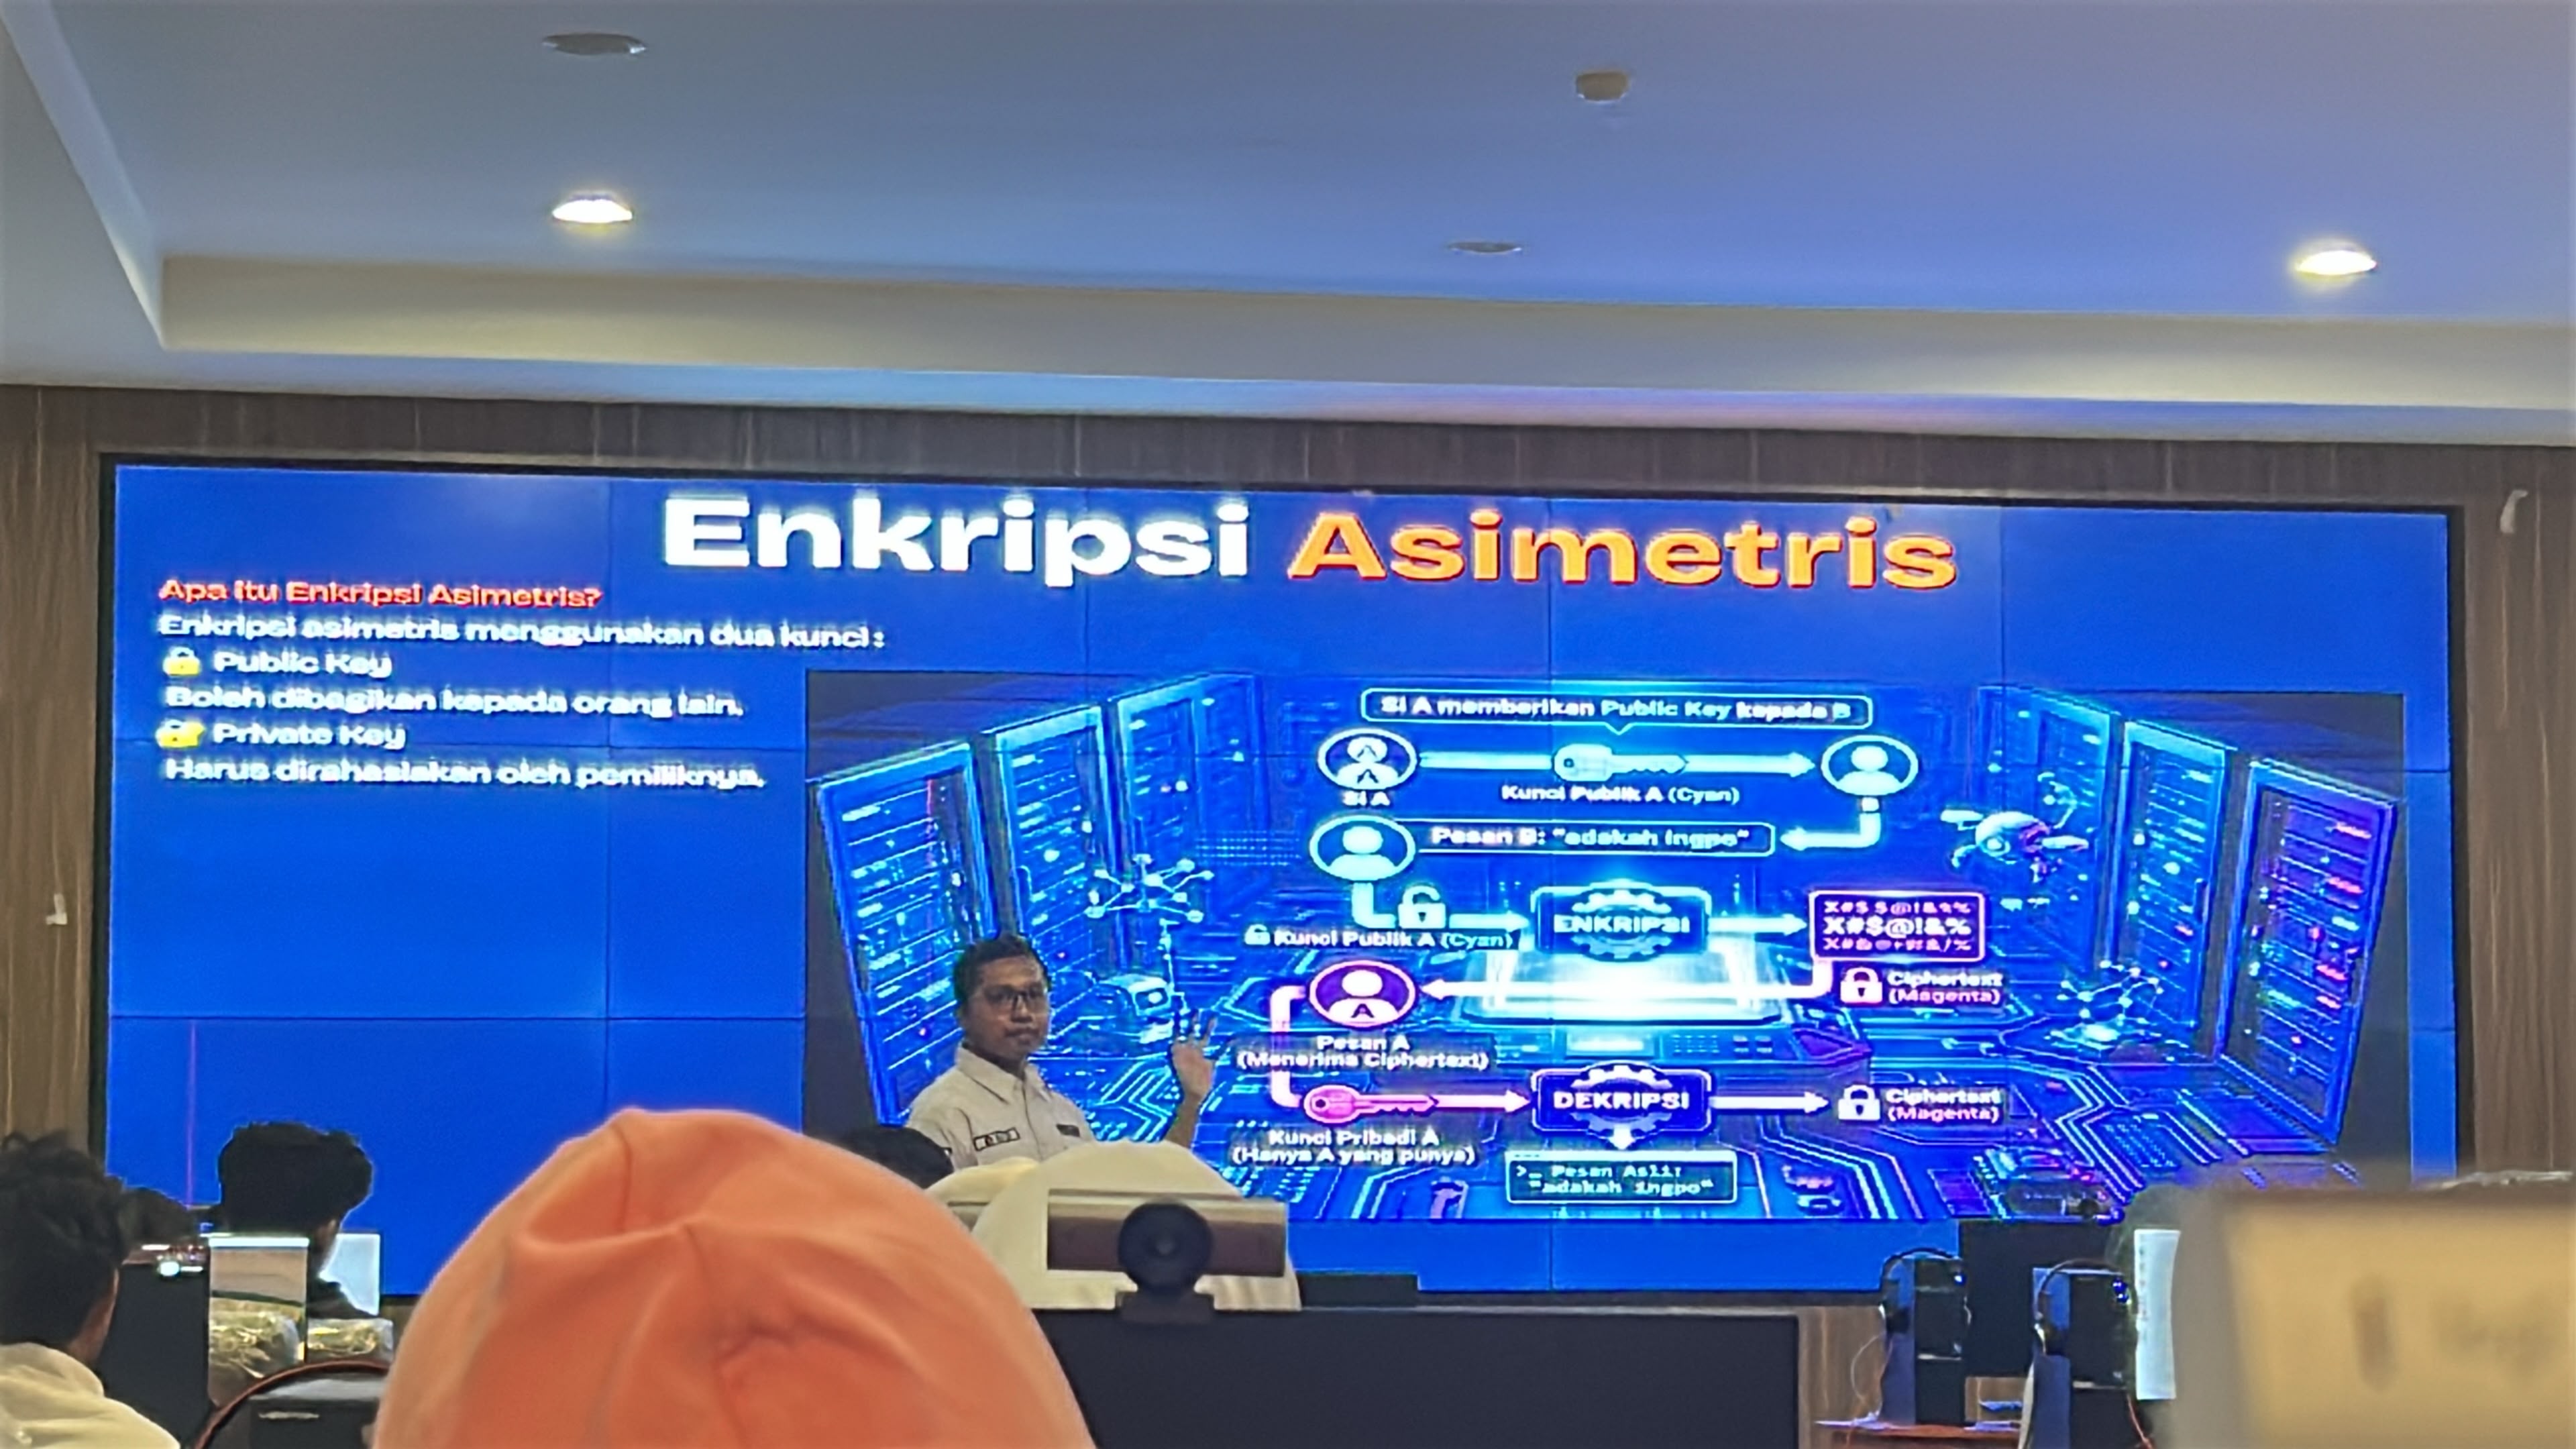 Enkripsi Asimetris
Apa itu Enkripsi Asimetris?
Enkripsi asimetris menggunakan dua kunci:
Public Key
Boleh dibagikan kepada orang lain.
Private Key
Harus dirahasiakan oleh pemiliknya.
Si A memberikan Public Key kepada B
Si A
Kunci Publik A (Cyan)
Pesan B: "adakah ingpo"
Kunci Publik A (Cyan)
ENKRIPSI
X#$@!&%
Ciphertext
(Magenta)
A
Pesan A
(Menerima Ciphertext)
Kunci Pribadi A
(Hanya A yang punya)
DEKRIPSI
Ciphertext
(Magenta)
>_ Pesan Asli:
"adakah ingpo"